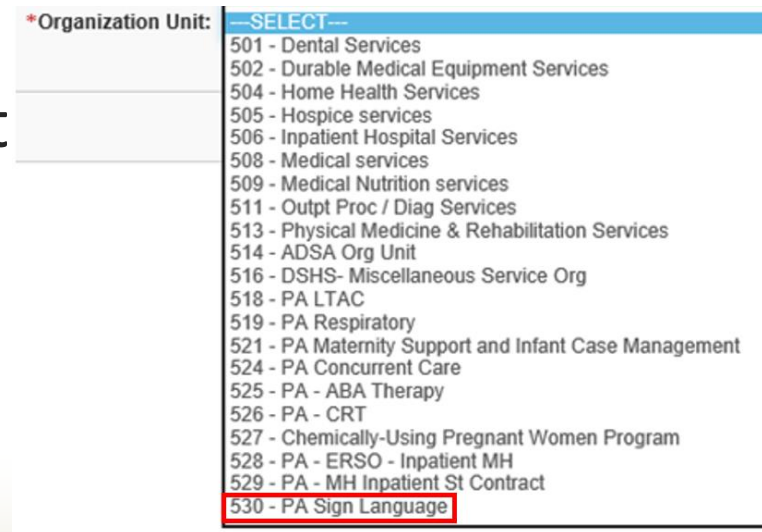 *Organization Unit: ---SELECT---
501 - Dental Services
502 - Durable Medical Equipment Services
504 - Home Health Services
505 - Hospice services
506 - Inpatient Hospital Services
508 - Medical services
509 - Medical Nutrition services
511 - Outpt Proc / Diag Services
513 - Physical Medicine & Rehabilitation Services
514 - ADSA Org Unit
516 - DSHS- Miscellaneous Service Org
518 - PA LTAC
519 - PA Respiratory
521 - PA Maternity Support and Infant Case Management
524 - PA Concurrent Care
525 - PA - ABA Therapy
526 - PA - CRT
527 - Chemically-Using Pregnant Women Program
528 - PA - ERSO - Inpatient MH
529 - PA - MH Inpatient St Contract
530 - PA Sign Language